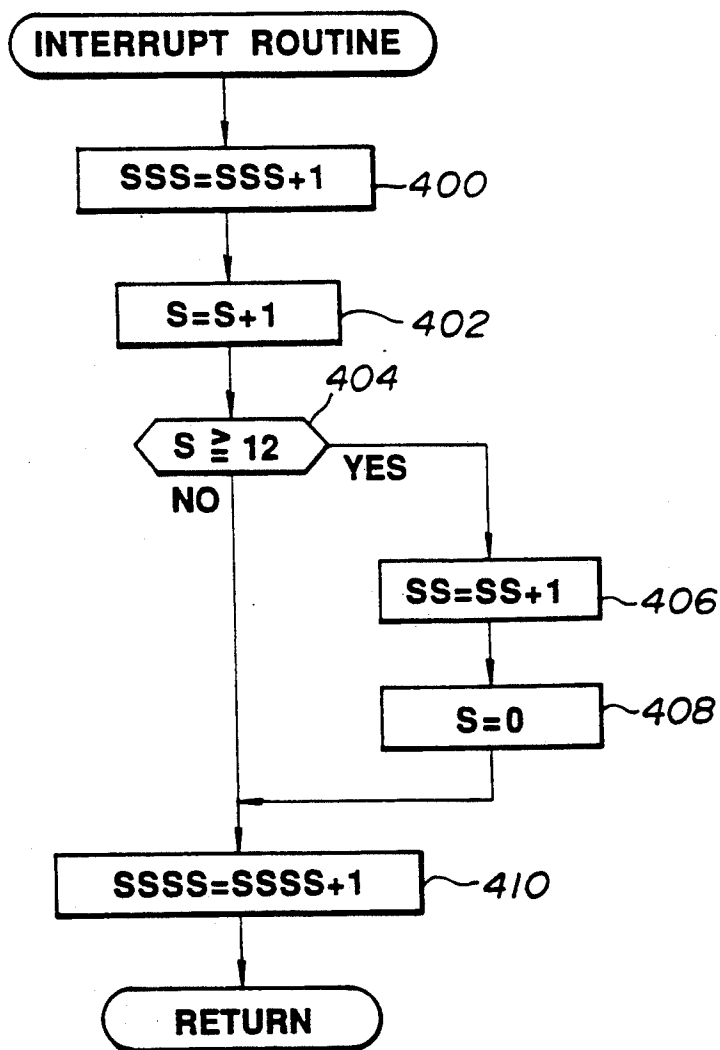 INTERRUPT ROUTINE
SSS=SSS+1
400
S=S+1
402
404
S ≧ 12
YES
NO
SS=SS+1
406
S=0
408
SSSS=SSSS+1
410
RETURN